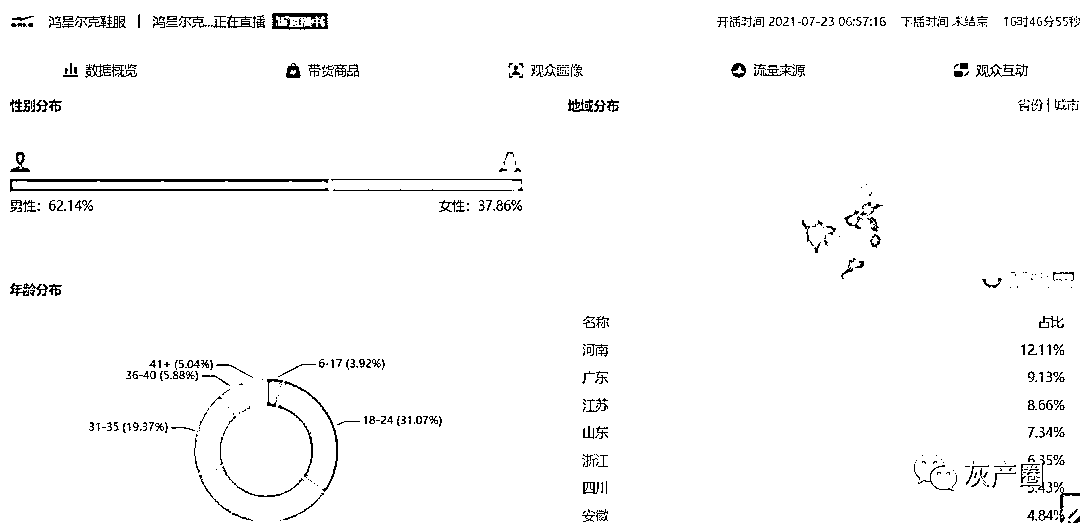 鸿星尔克鞋服 | 鸿星尔克...正在直播
开播时间 2021-07-23 06:57:16 下播时间 未结束 16时46分55秒
数据概览 带货商品 观众画像 流量来源 观众互动
性别分布
地域分布
省份 | 城市
男性：62.14%
女性：37.86%
年龄分布
名称 占比
河南 12.11%
广东 9.13%
江苏 8.66%
山东 7.34%
浙江 6.35%
四川 5.43%
安徽 4.84%
41+ (5.04%)
6-17 (3.92%)
36-40 (5.88%)
18-24 (31.07%)
31-35 (19.37%)
灰产圈